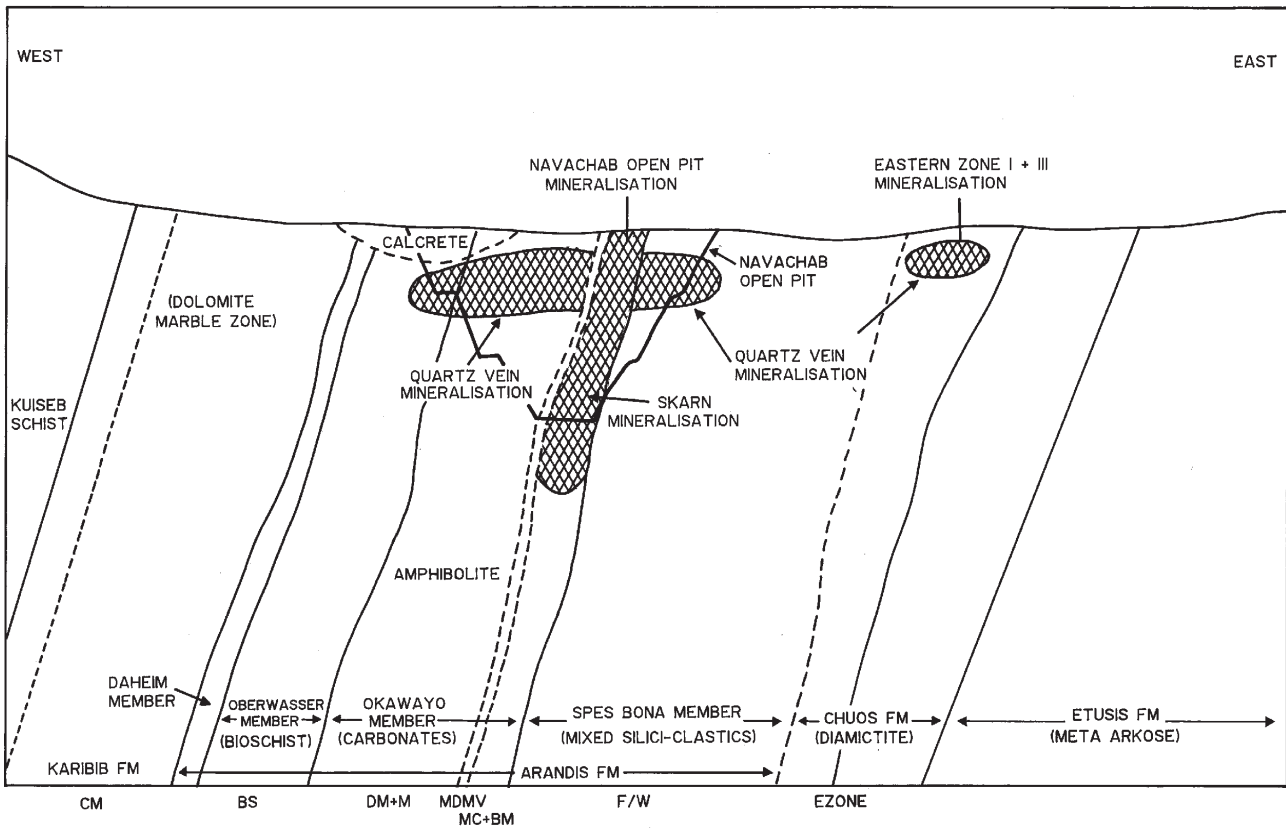 WEST
EAST
NAVACHAB OPEN PIT
MINERALISATION
EASTERN ZONE I + III
MINERALISATION
CALCRETE
NAVACHAB
OPEN PIT
(DOLOMITE
MARBLE ZONE)
QUARTZ VEIN
MINERALISATION
QUARTZ VEIN
MINERALISATION
SKARN
MINERALISATION
KUISEB
SCHIST
AMPHIBOLITE
DAHEIM
MEMBER
OBERWASSER
MEMBER
(BIOSCHIST)
OKAWAYO
MEMBER
(CARBONATES)
SPES BONA MEMBER
(MIXED SILICI-CLASTICS)
CHUOS FM
(DIAMICTITE)
ETUSIS FM
(META ARKOSE)
KARIBIB FM
ARANDIS FM
CM
BS
DM+M
MDMV
MC+BM
F/W
EZONE